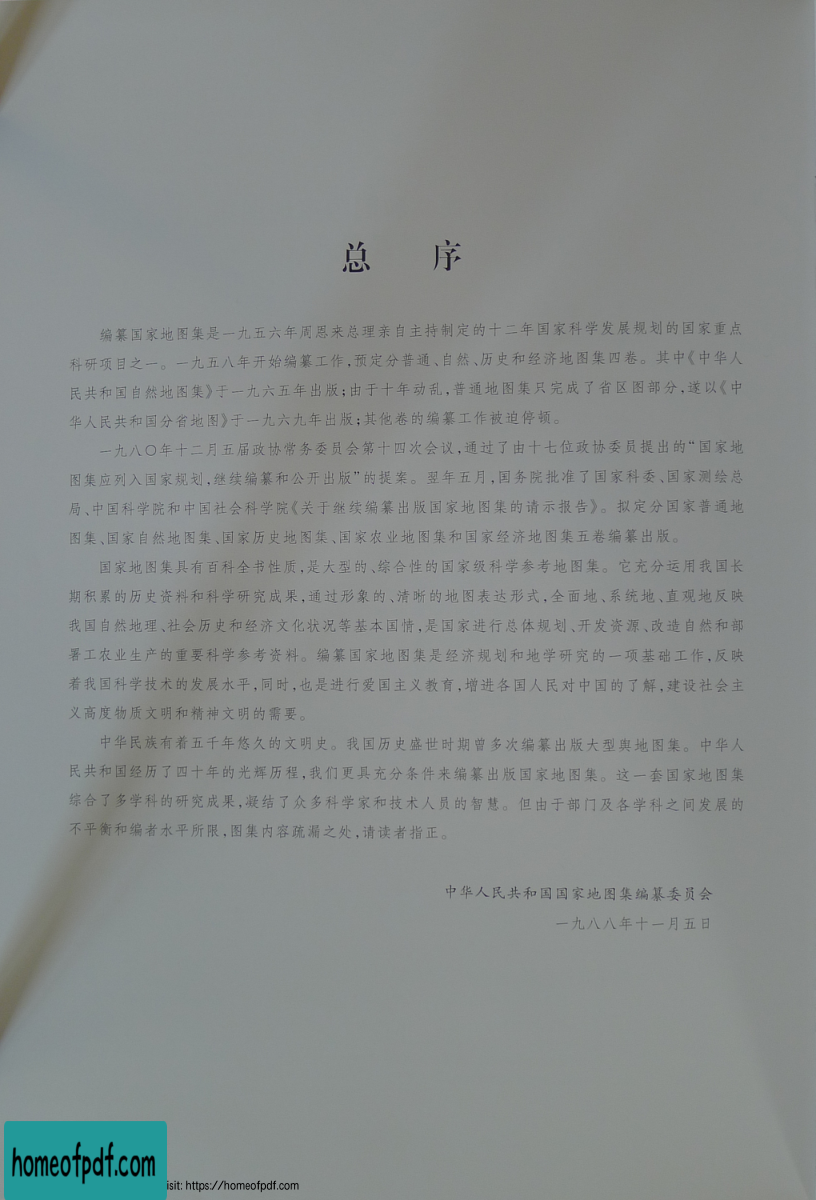 总 序
编纂国家地图集是一九五六年周恩来总理亲自主持制定的十二年国家科学发展规划的国家重点
科研项目之一。一九五八年开始编纂工作,预定分普通、自然、历史和经济地图集四卷。其中《中华人
民共和国自然地图集》于一九六五年出版;由于十年动乱,普通地图集只完成了省区图部分,遂以《中
华人民共和国分省地图》于一九六九年出版;其他卷的编纂工作被迫停顿。
一九八〇年十二月五届政协常务委员会第十四次会议,通过了由十七位政协委员提出的“国家地
图集应列入国家规划,继续编纂和公开出版”的提案。翌年五月,国务院批准了国家科委、国家测绘总
局、中国科学院和中国社会科学院《关于继续编纂出版国家地图集的请示报告》。拟定分国家普通地
图集、国家自然地图集、国家历史地图集、国家农业地图集和国家经济地图集五卷编纂出版。
国家地图集具有百科全书性质,是大型的、综合性的国家级科学参考地图集。它充分运用我国长
期积累的历史资料和科学研究成果,通过形象的、清晰的地图表达形式,全面地、系统地、直观地反映
我国自然地理、社会历史和经济文化状况等基本国情,是国家进行总体规划、开发资源、改造自然和部
署工农业生产的重要科学参考资料。编纂国家地图集是经济规划和地学研究的一项基础工作,反映
着我国科学技术的发展水平,同时,也是进行爱国主义教育,增进各国人民对中国的了解,建设社会主
义高度物质文明和精神文明的需要。
中华民族有着五千年悠久的文明史。我国历史盛世时期曾多次编纂出版大型舆地图集。中华人
民共和国经历了四十年的光辉历程,我们更具充分条件来编纂出版国家地图集。这一套国家地图集
综合了多学科的研究成果,凝结了众多科学家和技术人员的智慧。但由于部门及各学科之间发展的
不平衡和编者水平所限,图集内容疏漏之处,请读者指正。
中华人民共和国国家地图集编纂委员会
一九八八年十一月五日
homeofpdf.com
isit: https://homeofpdf.com